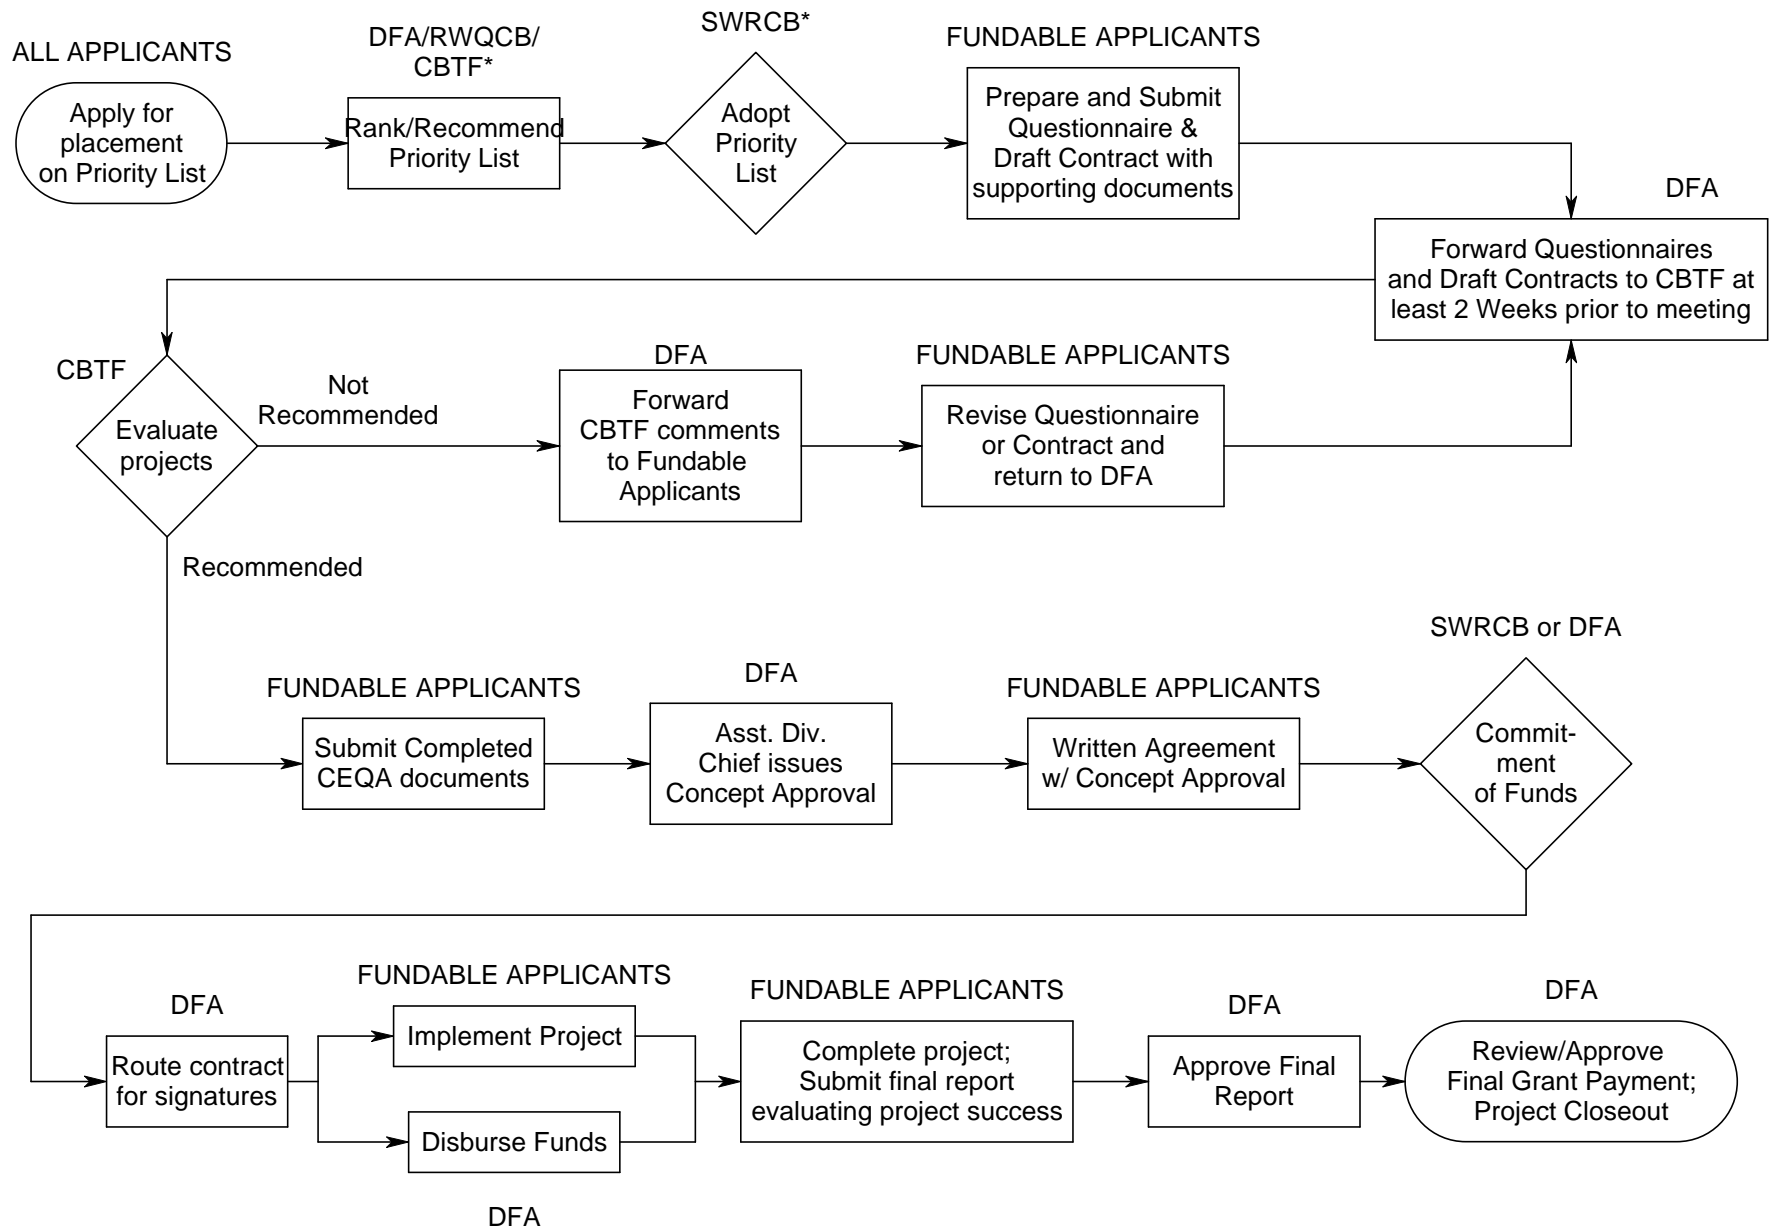 ALL APPLICANTS
Apply for
placement
on Priority List
DFA/RWQCB/
CBTF*
Rank/Recommend
Priority List
SWRCB*
Adopt
Priority
List
FUNDABLE APPLICANTS
Prepare and Submit
Questionnaire &
Draft Contract with
supporting documents
DFA
Forward Questionnaires
and Draft Contracts to CBTF at
least 2 Weeks prior to meeting
CBTF
Evaluate
projects
Not
Recommended
DFA
Forward
CBTF comments
to Fundable
Applicants
FUNDABLE APPLICANTS
Revise Questionnaire
or Contract and
return to DFA
Recommended
FUNDABLE APPLICANTS
Submit Completed
CEQA documents
DFA
Asst. Div.
Chief issues
Concept Approval
FUNDABLE APPLICANTS
Written Agreement
w/ Concept Approval
SWRCB or DFA
Commit-
ment
of Funds
DFA
Route contract
for signatures
FUNDABLE APPLICANTS
Implement Project
Disburse Funds
DFA
FUNDABLE APPLICANTS
Complete project;
Submit final report
evaluating project success
DFA
Approve Final
Report
DFA
Review/Approve
Final Grant Payment;
Project Closeout